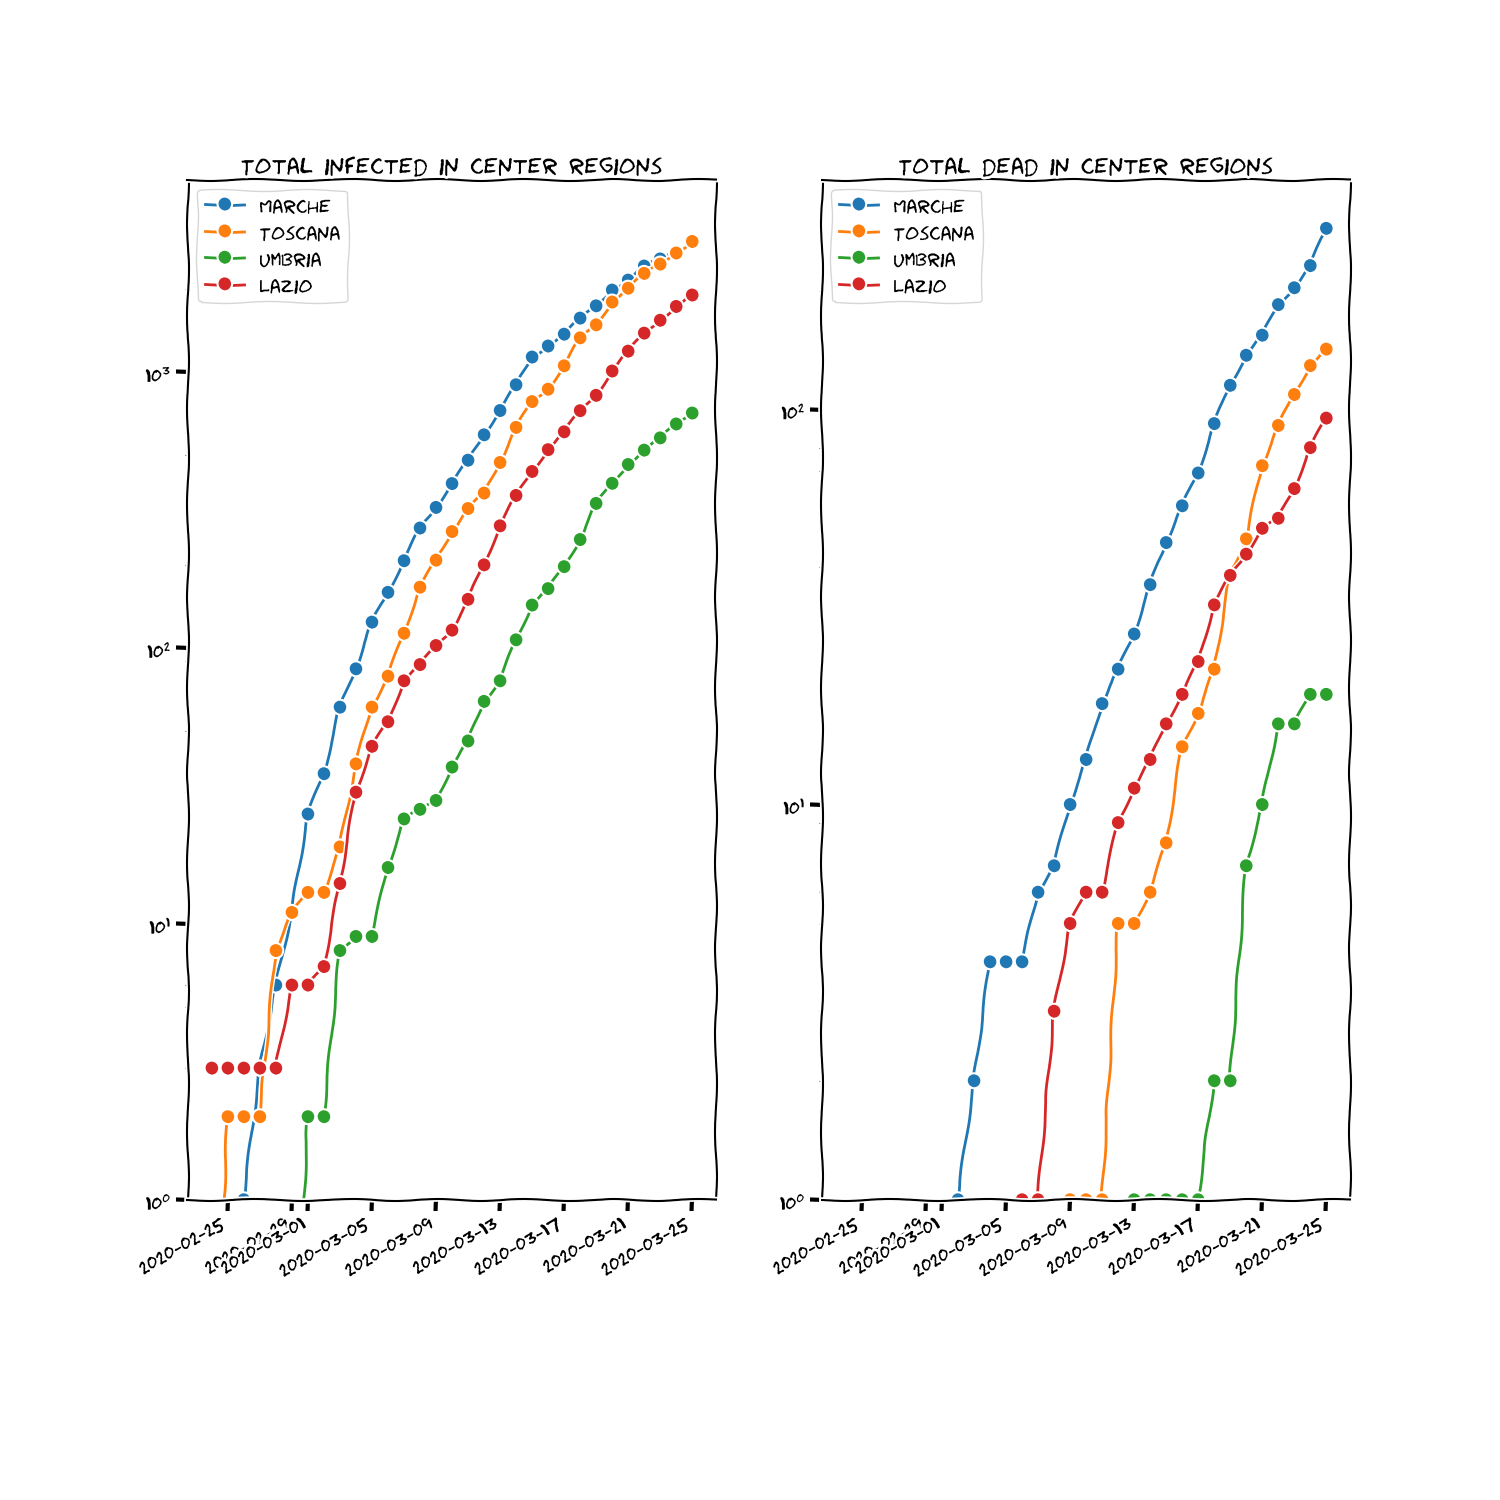 TOTAL INFECTED IN CENTER REGIONS
MARCHE
TOSCANA
UMBRIA
LAZIO
10³
10²
10¹
10⁰
2020-02-25
2020-03-01
2020-03-05
2020-03-09
2020-03-13
2020-03-17
2020-03-21
2020-03-25
TOTAL DEAD IN CENTER REGIONS
MARCHE
TOSCANA
UMBRIA
LAZIO
10²
10¹
10⁰
2020-02-25
2020-03-01
2020-03-05
2020-03-09
2020-03-13
2020-03-17
2020-03-21
2020-03-25